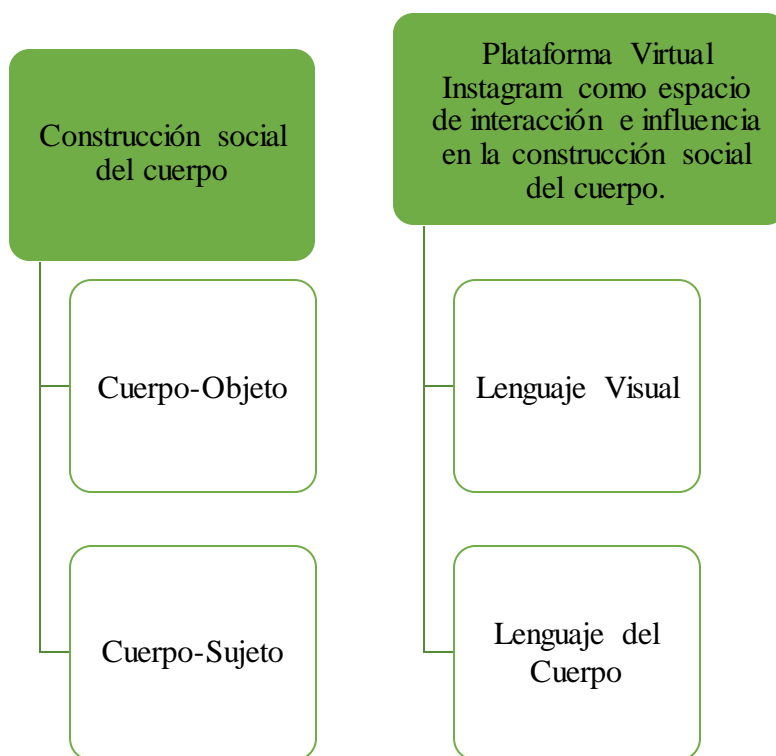 Construcción social
del cuerpo
Cuerpo-Objeto
Cuerpo-Sujeto
Plataforma Virtual
Instagram como espacio
de interacción e influencia
en la construcción social
del cuerpo.
Lenguaje Visual
Lenguaje del
Cuerpo